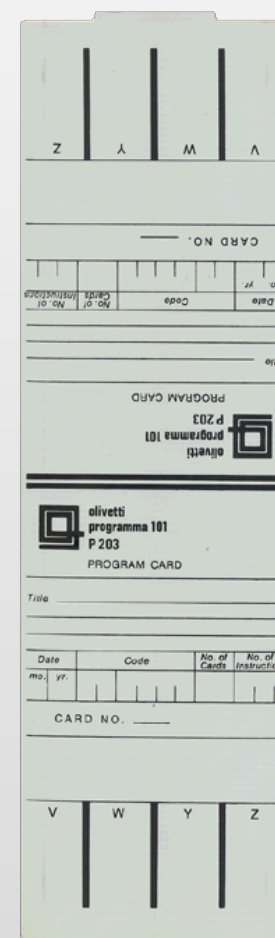 V W Y Z
CARD NO.
yr.
Date Code No. of Cards No. of Instructions
PROGRAM CARD
P 203
programma 101
olivetti
olivetti
programma 101
P 203
PROGRAM CARD
Title
Date Code No. of Cards No. of Instructio
mo. yr.
CARD NO.
V W Y Z